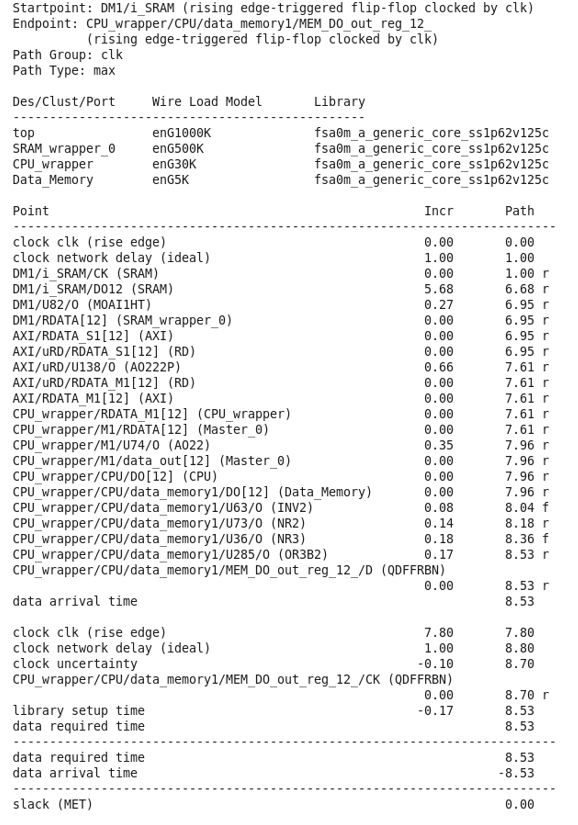 Startpoint: DM1/i_SRAM (rising edge-triggered flip-flop clocked by clk)
Endpoint: CPU_wrapper/CPU/data_memory1/MEM_DO_out_reg_12_
(rising edge-triggered flip-flop clocked by clk)
Path Group: clk
Path Type: max
Des/Clust/Port Wire Load Model Library
------------------------------------------------
top enG1000K fsa0m_a_generic_core_ss1p62v125c
SRAM_wrapper_0 enG500K fsa0m_a_generic_core_ss1p62v125c
CPU_wrapper enG30K fsa0m_a_generic_core_ss1p62v125c
Data_Memory enG5K fsa0m_a_generic_core_ss1p62v125c
Point Incr Path
--------------------------------------------------------------------------
clock clk (rise edge) 0.00 0.00
clock network delay (ideal) 1.00 1.00
DM1/i_SRAM/CK (SRAM) 0.00 1.00 r
DM1/i_SRAM/DO12 (SRAM) 5.68 6.68 r
DM1/U82/O (MOAI1HT) 0.27 6.95 r
DM1/RDATA[12] (SRAM_wrapper_0) 0.00 6.95 r
AXI/RDATA_S1[12] (AXI) 0.00 6.95 r
AXI/uRD/RDATA_S1[12] (RD) 0.00 6.95 r
AXI/uRD/U138/O (AO222P) 0.66 7.61 r
AXI/uRD/RDATA_M1[12] (RD) 0.00 7.61 r
AXI/RDATA_M1[12] (AXI) 0.00 7.61 r
CPU_wrapper/RDATA_M1[12] (CPU_wrapper) 0.00 7.61 r
CPU_wrapper/M1/RDATA[12] (Master_0) 0.00 7.61 r
CPU_wrapper/M1/U74/O (AO22) 0.35 7.96 r
CPU_wrapper/M1/data_out[12] (Master_0) 0.00 7.96 r
CPU_wrapper/CPU/DO[12] (CPU) 0.00 7.96 r
CPU_wrapper/CPU/data_memory1/DO[12] (Data_Memory) 0.00 7.96 r
CPU_wrapper/CPU/data_memory1/U63/O (INV2) 0.08 8.04 f
CPU_wrapper/CPU/data_memory1/U73/O (NR2) 0.14 8.18 r
CPU_wrapper/CPU/data_memory1/U36/O (NR3) 0.18 8.36 f
CPU_wrapper/CPU/data_memory1/U285/O (OR3B2) 0.17 8.53 r
CPU_wrapper/CPU/data_memory1/MEM_DO_out_reg_12_/D (QDFFRBN)
0.00 8.53 r
data arrival time 8.53
clock clk (rise edge) 7.80 7.80
clock network delay (ideal) 1.00 8.80
clock uncertainty -0.10 8.70
CPU_wrapper/CPU/data_memory1/MEM_DO_out_reg_12_/CK (QDFFRBN)
0.00 8.70 r
library setup time -0.17 8.53
data required time 8.53
--------------------------------------------------------------------------
data required time 8.53
data arrival time -8.53
--------------------------------------------------------------------------
slack (MET) 0.00